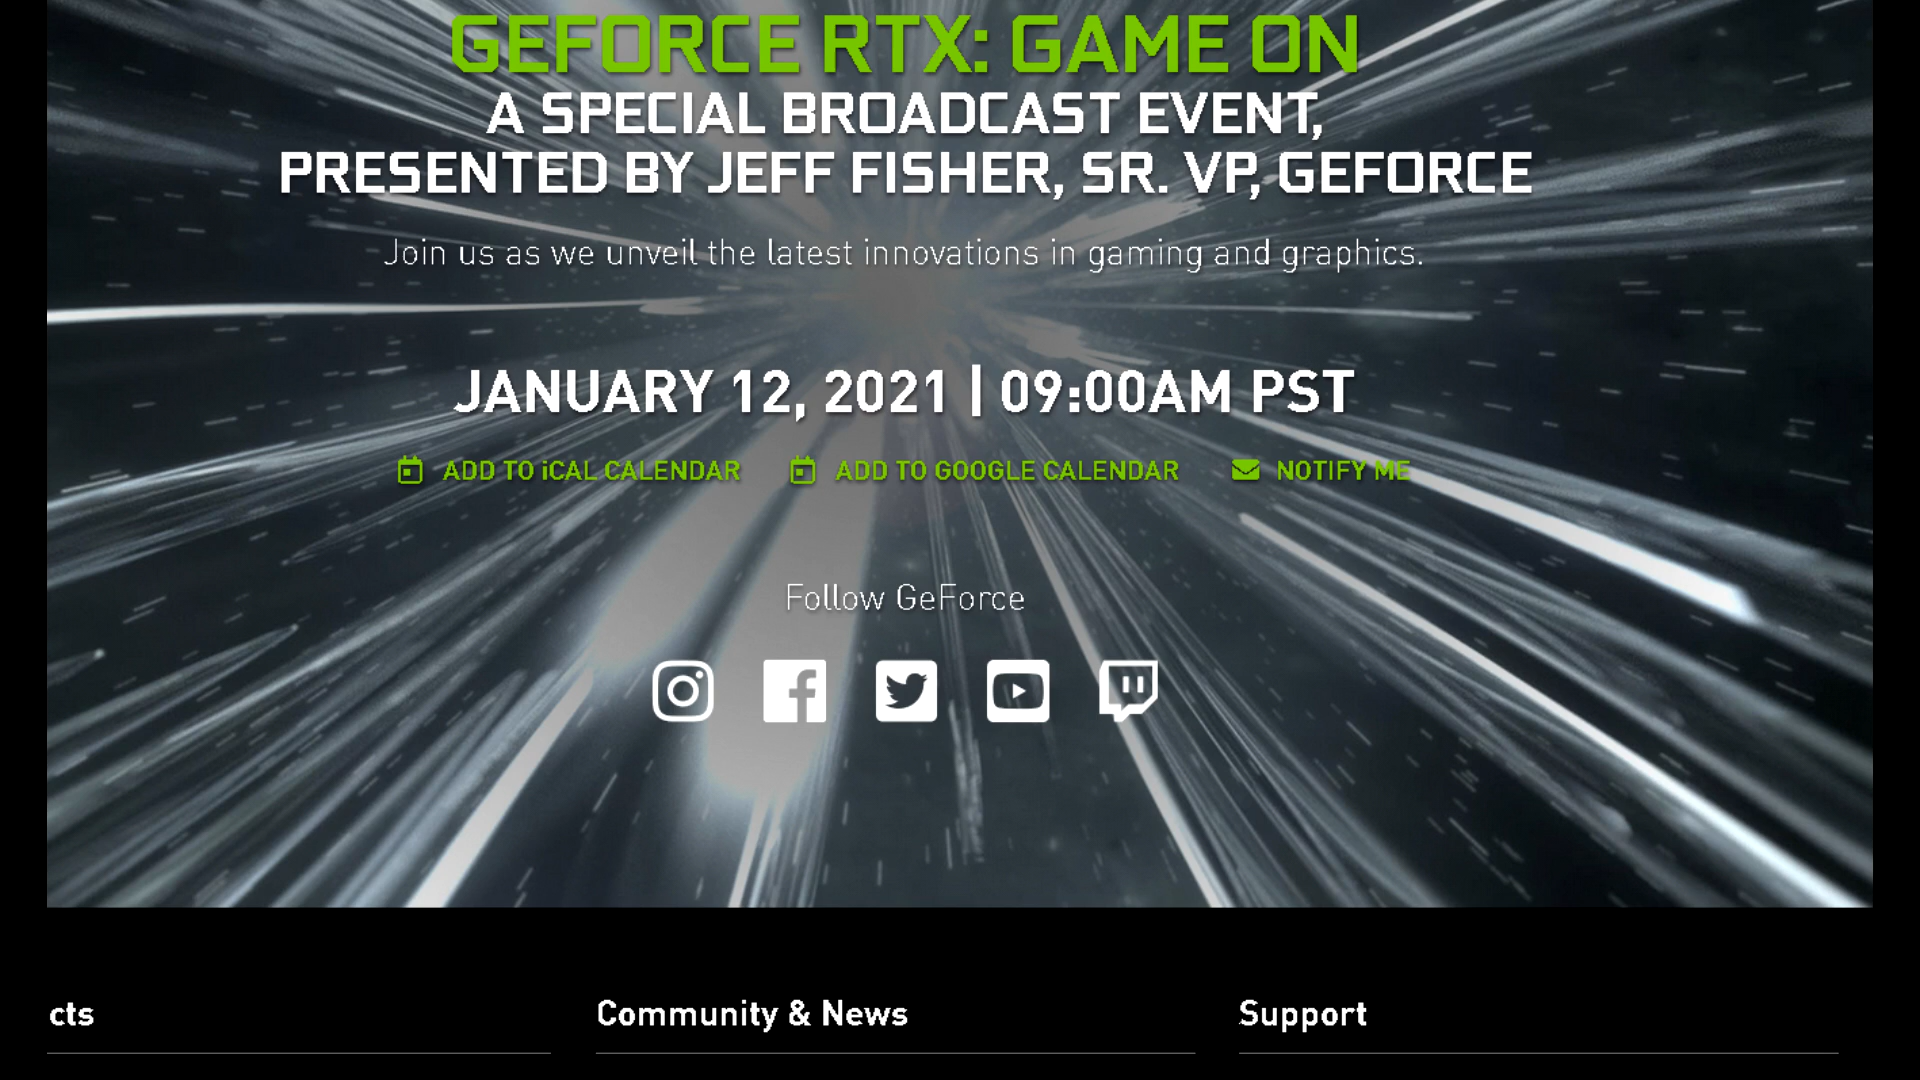 GEFORCE RTX: GAME ON
A SPECIAL BROADCAST EVENT,
PRESENTED BY JEFF FISHER, SR. VP, GEFORCE
Join us as we unveil the latest innovations in gaming and graphics.
JANUARY 12, 2021 | 09:00AM PST
ADD TO iCAL CALENDAR ADD TO GOOGLE CALENDAR NOTIFY ME
Follow GeForce
cts Community & News Support